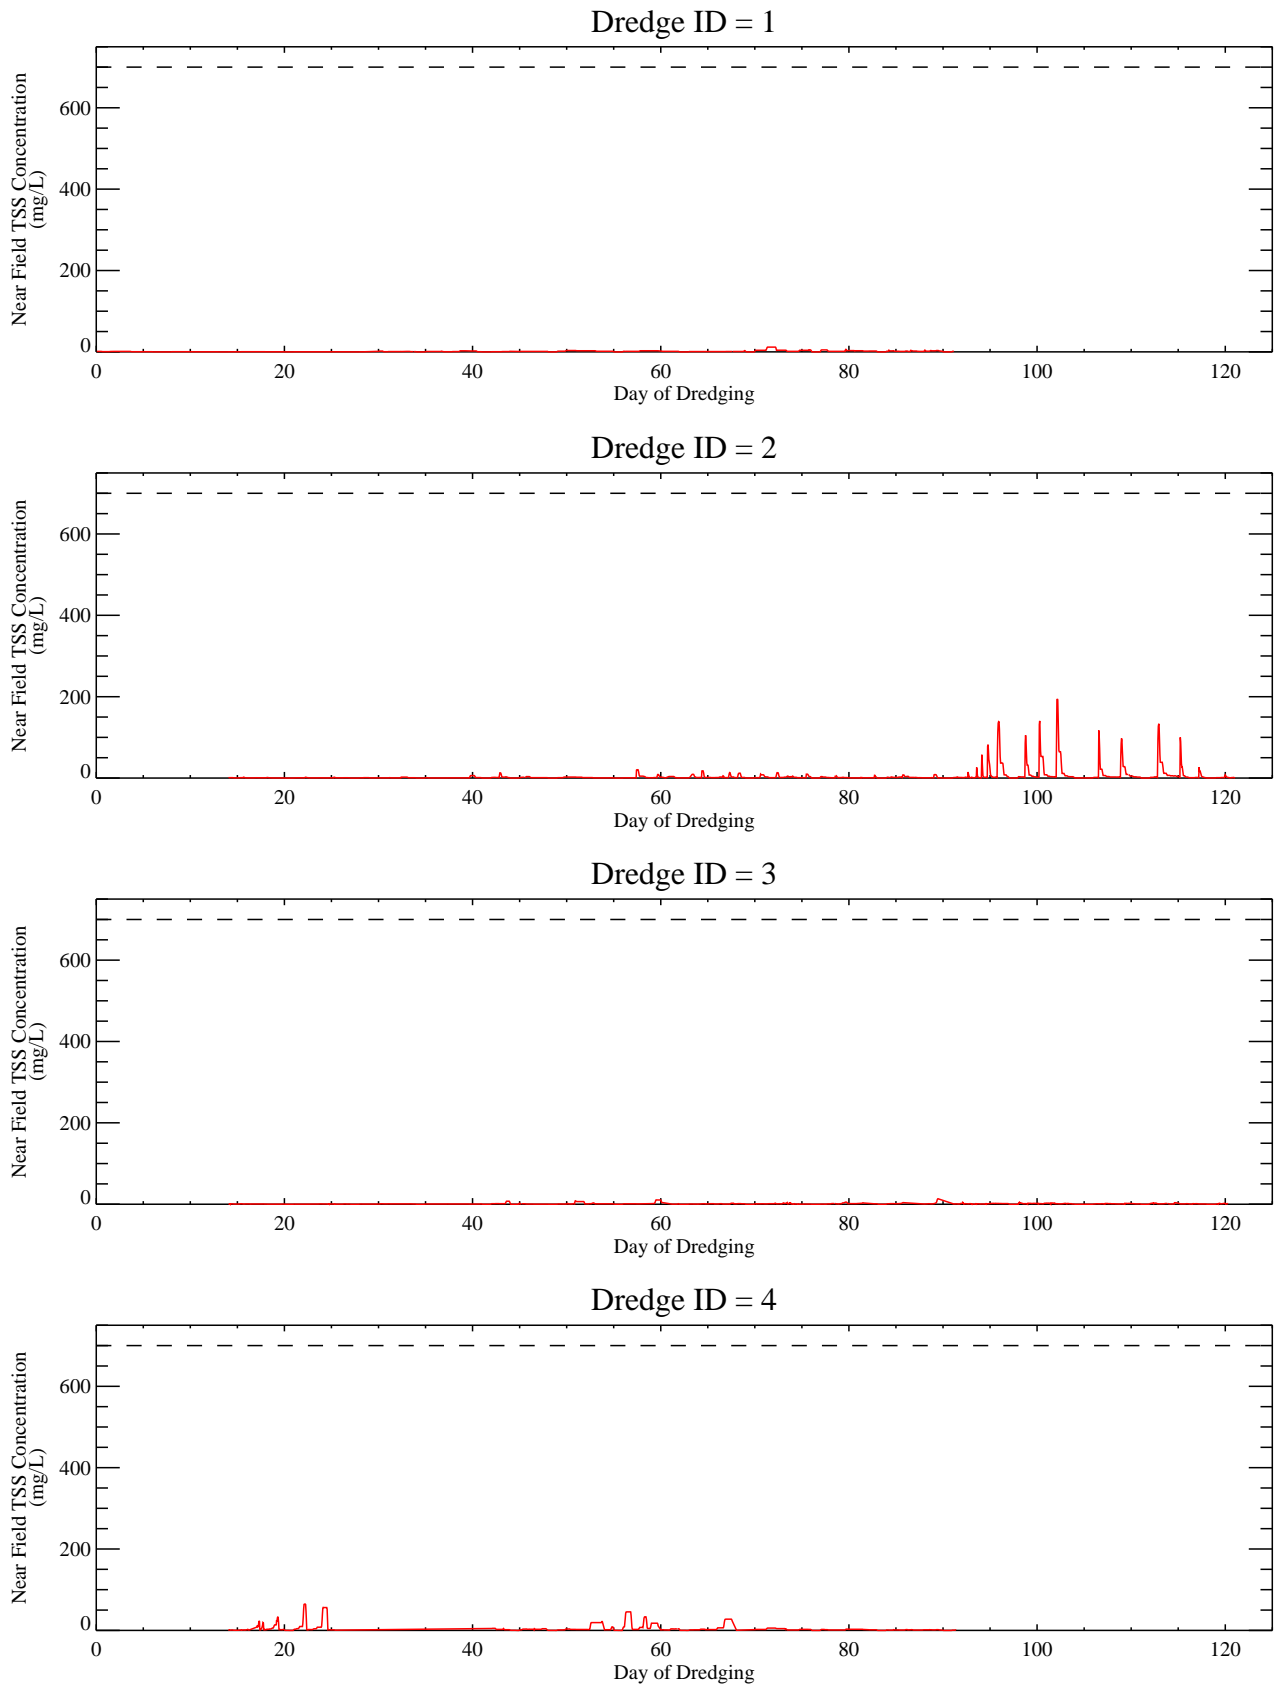 Dredge ID = 1
Near Field TSS Concentration
(mg/L)
600
400
200
0
0 20 40 60 80 100 120
Day of Dredging
Dredge ID = 2
Near Field TSS Concentration
(mg/L)
600
400
200
0
0 20 40 60 80 100 120
Day of Dredging
Dredge ID = 3
Near Field TSS Concentration
(mg/L)
600
400
200
0
0 20 40 60 80 100 120
Day of Dredging
Dredge ID = 4
Near Field TSS Concentration
(mg/L)
600
400
200
0
0 20 40 60 80 100 120
Day of Dredging